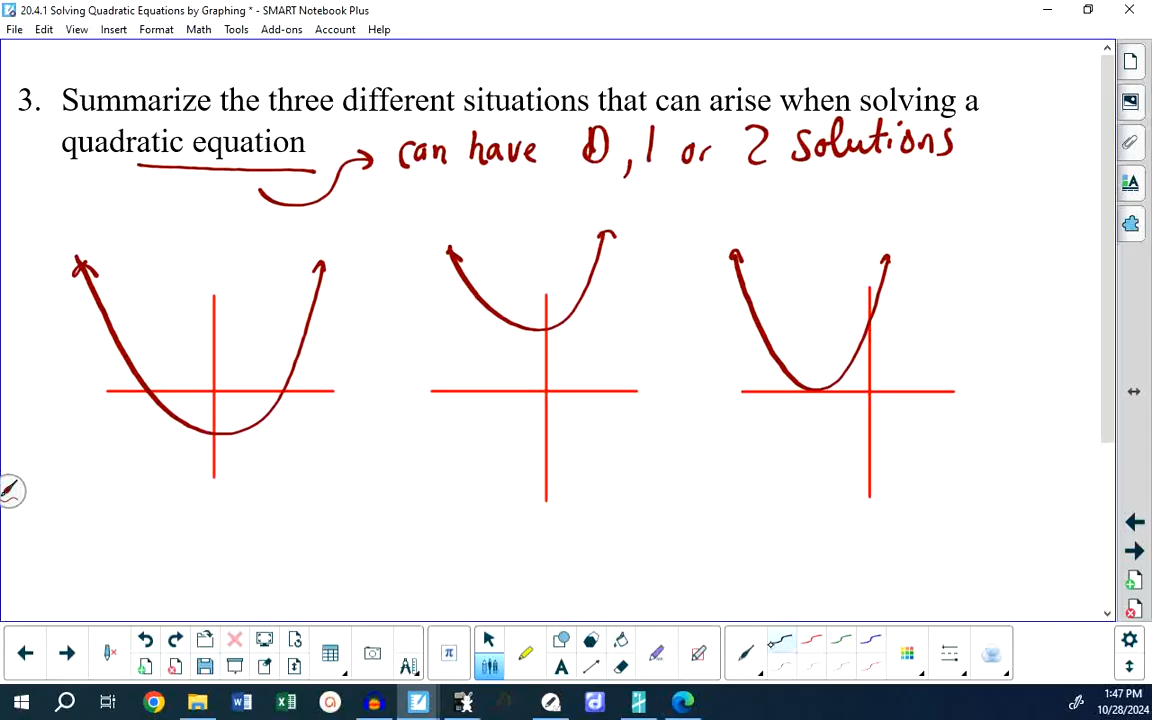 20.4.1 Solving Quadratic Equations by Graphing * - SMART Notebook Plus
File Edit View Insert Format Math Tools Add-ons Account Help
3. Summarize the three different situations that can arise when solving a
quadratic equation can have 0, 1 or 2 solutions
π
1:47 PM
10/28/2024